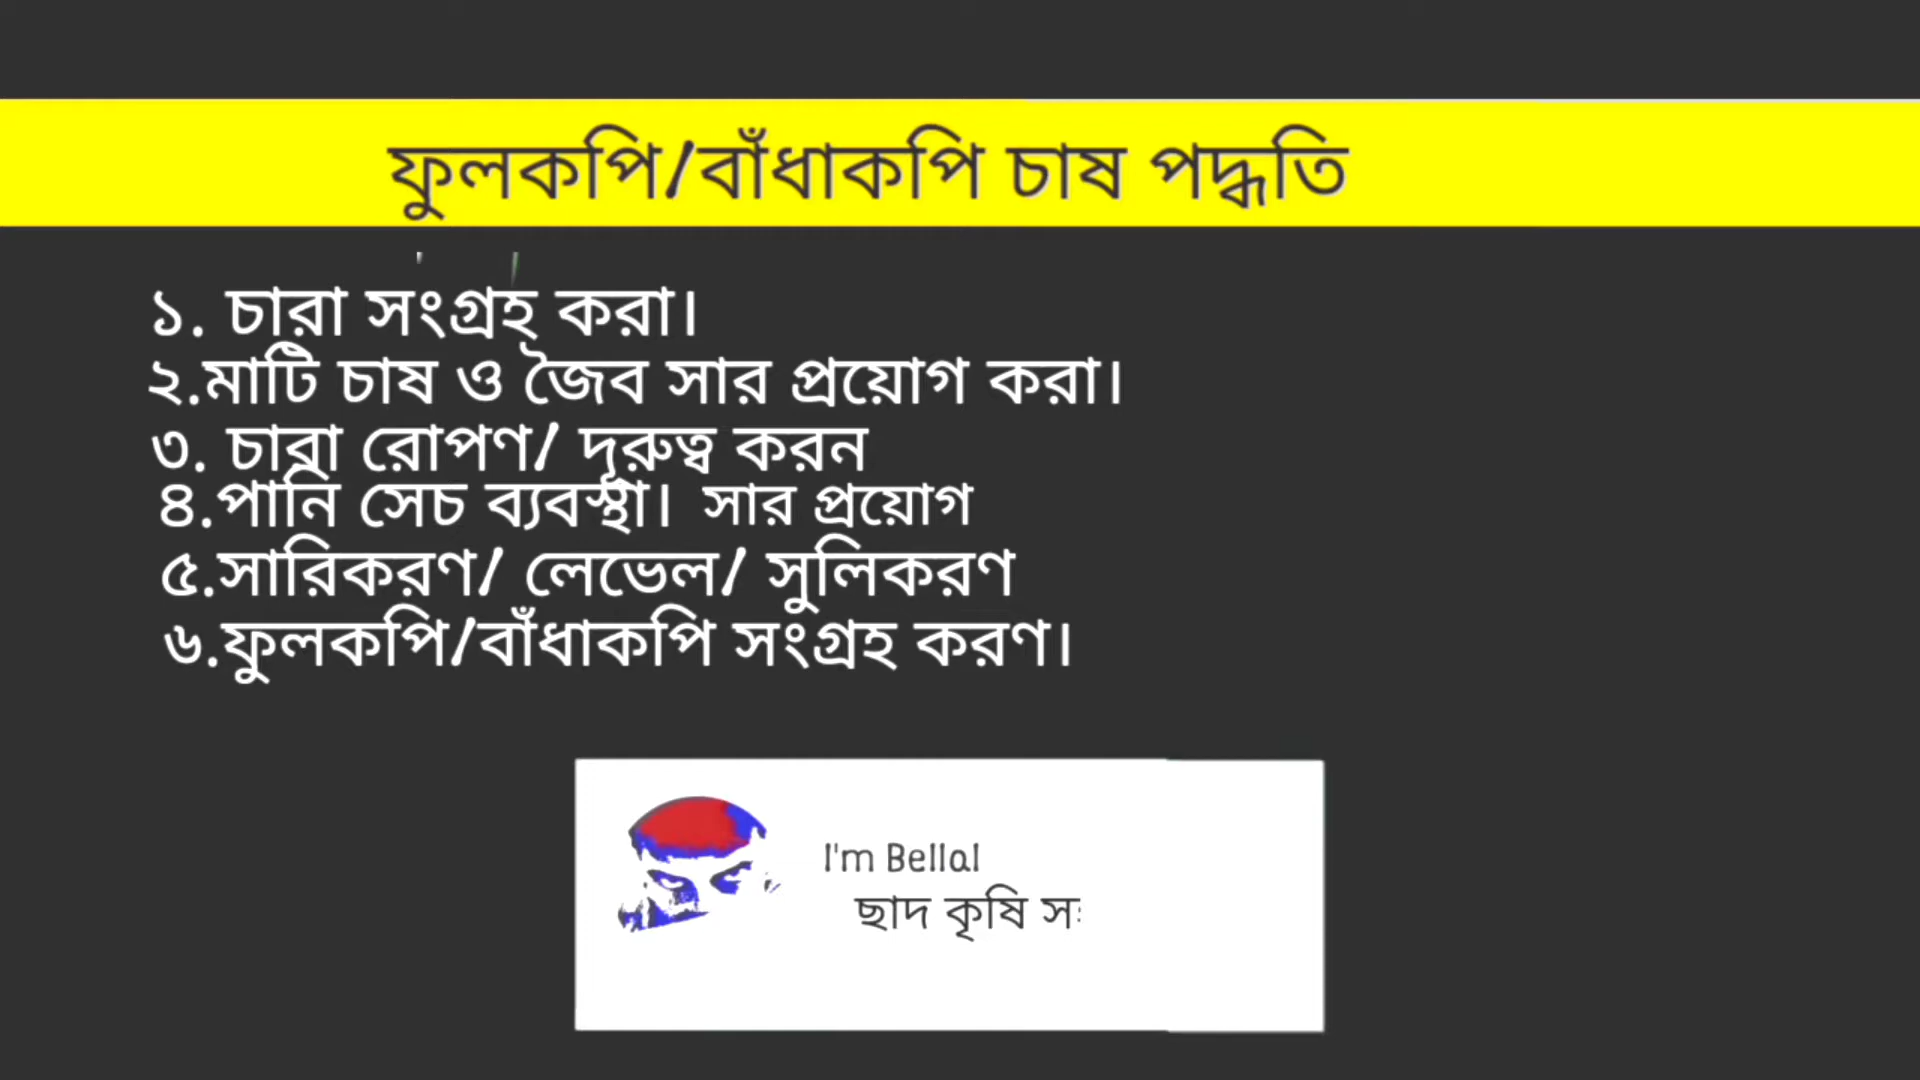 ফুলকপি/বাঁধাকপি চাষ পদ্ধতি
১. চারা সংগ্রহ করা।
২.মাটি চাষ ও জৈব সার প্রয়োগ করা।
৩. চারা রোপণ/ দূরুত্ব করন
৪.পানি সেচ ব্যবস্থা। সার প্রয়োগ
৫.সারিকরণ/ লেভেল/ সুলিকরণ
৬.ফুলকপি/বাঁধাকপি সংগ্রহ করণ।
I'm Bellal
ছাদ কৃষি